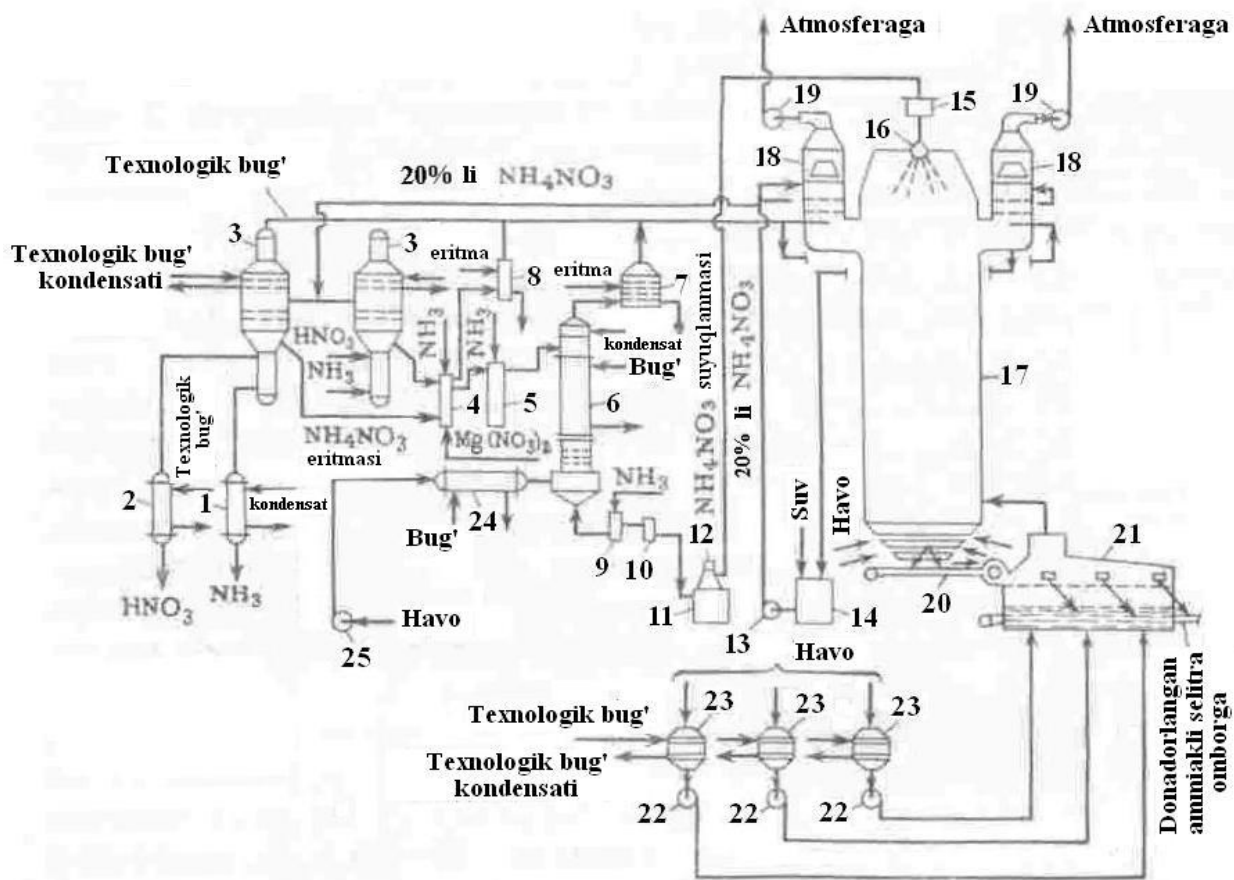 Atmosferaga
Atmosferaga
19
19
15
16
18
18
Texnologik bug'
20% li NH₄NO₃
3
3
Texnologik bug'
kondensati
eritma
8
eritma
7
HNO₃
NH₃
NH₃
NH₃
kondensat
Bug'
4
5
6
Mg(NO₃)₂
NH₄NO₃
eritmasi
Texnologik
bug'
2
1
kondensat
HNO₃
NH₃
24
Bug'
NH₃
9
10
Havo
25
NH₄NO₃ suyuqlanmasi
20% li NH₄NO₃
12
11
Suv
Havo
13
14
17
20
21
Havo
Texnologik bug'
23
23
23
Texnologik bug'
kondensati
22
22
22
Donadorlangan
ammiakli selitra
omborga